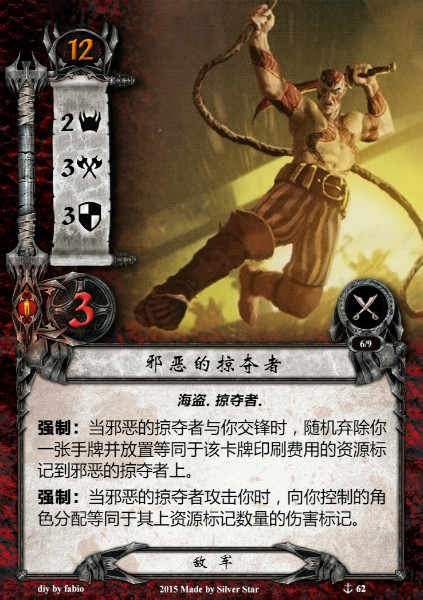 12
2
3
3
3
6/9
邪恶的掠夺者
海盗. 掠夺者.
强制：当邪恶的掠夺者与你交锋时，随机弃除你
一张手牌并放置等同于该卡牌印刷费用的资源标
记到邪恶的掠夺者上。
强制：当邪恶的掠夺者攻击你时，向你控制的角
色分配等同于其上资源标记数量的伤害标记。
敌军
diy by fabio 2015 Made by Silver Star 62